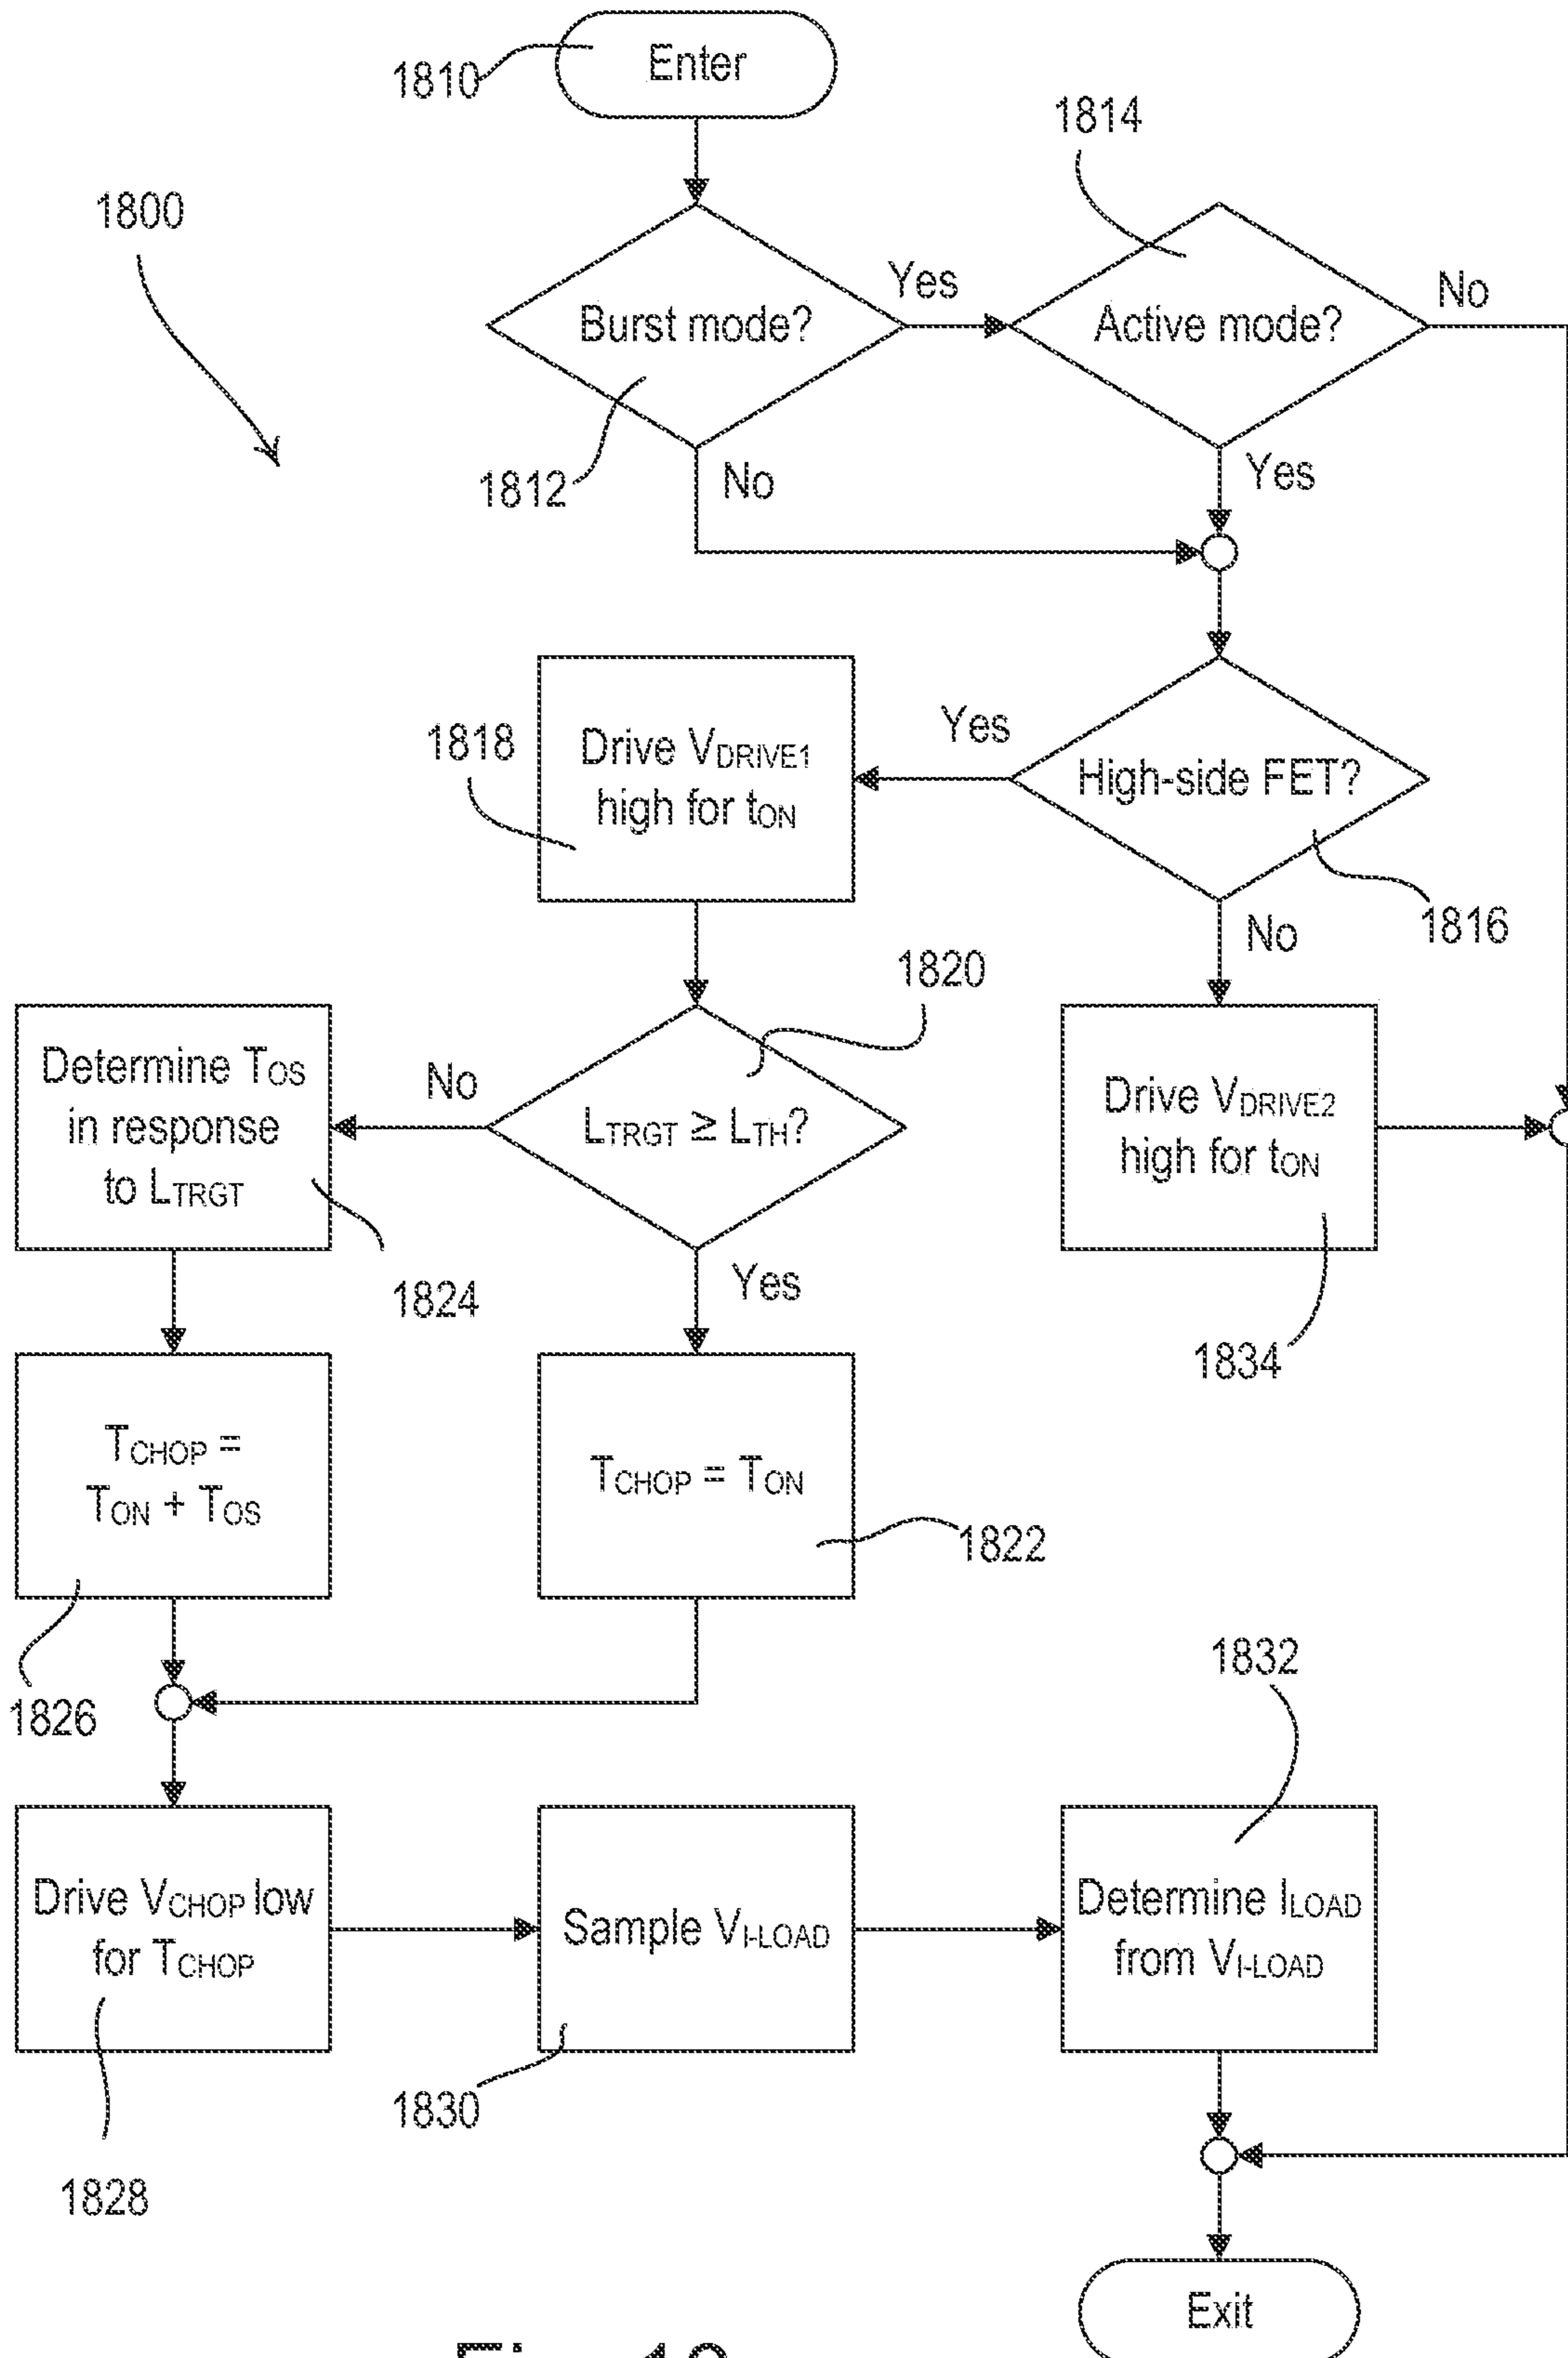 1810
Enter
1814
1800
Burst mode?
Yes
Active mode?
No
1812
No
Yes
1818
Drive VDRIVE1
high for tON
Yes
High-side FET?
1816
No
1820
Determine TOS
in response
to LTRGT
No
LTRGT ≥ LTH?
Drive VDRIVE2
high for tON
1824
Yes
1834
TCHOP =
TON + TOS
TCHOP = TON
1822
1826
1832
Drive VCHOP low
for TCHOP
Sample VI-LOAD
Determine ILOAD
from VI-LOAD
1830
1828
Exit